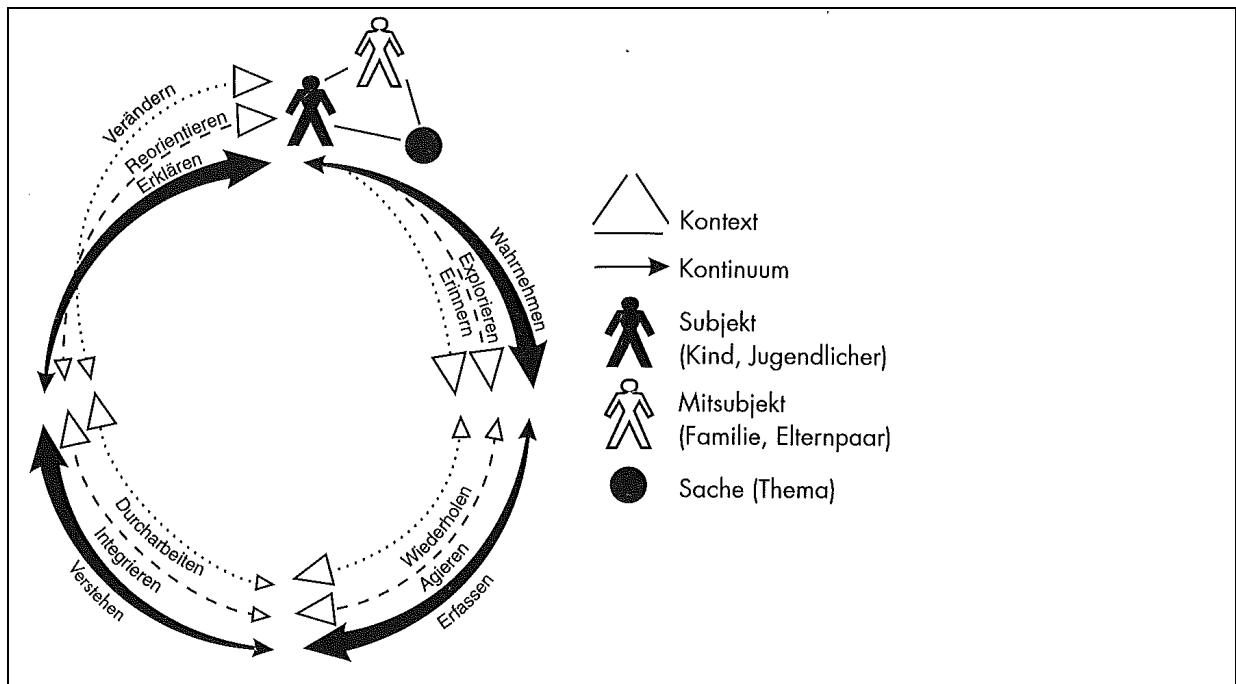 Verändern
Reorientieren
Erklären
Wahrnehmen
Explorieren
Erinnern
Durcharbeiten
Integrieren
Verstehen
Wiederholen
Agieren
Erfassen
Kontext
Kontinuum
Subjekt
(Kind, Jugendlicher)
Mitsubjekt
(Familie, Elternpaar)
Sache (Thema)